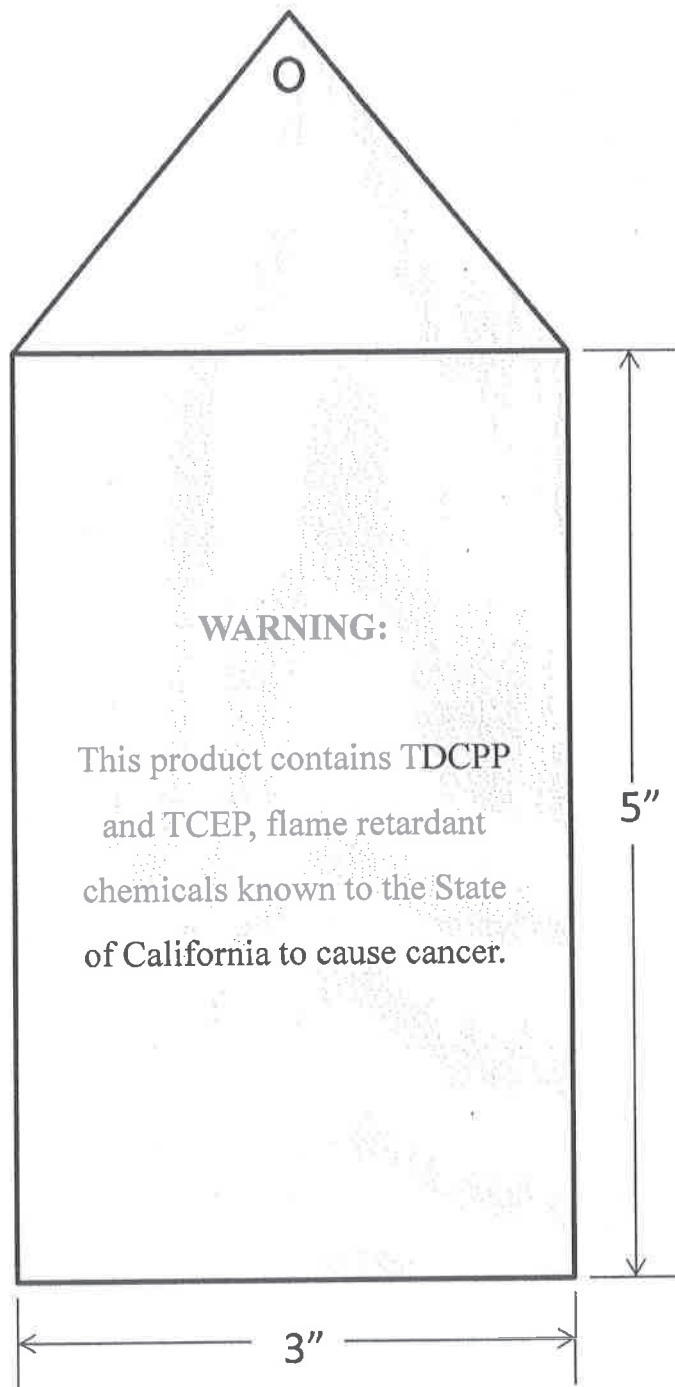 WARNING:
This product contains TDCPP
and TCEP, flame retardant
chemicals known to the State
of California to cause cancer.
5"
3"